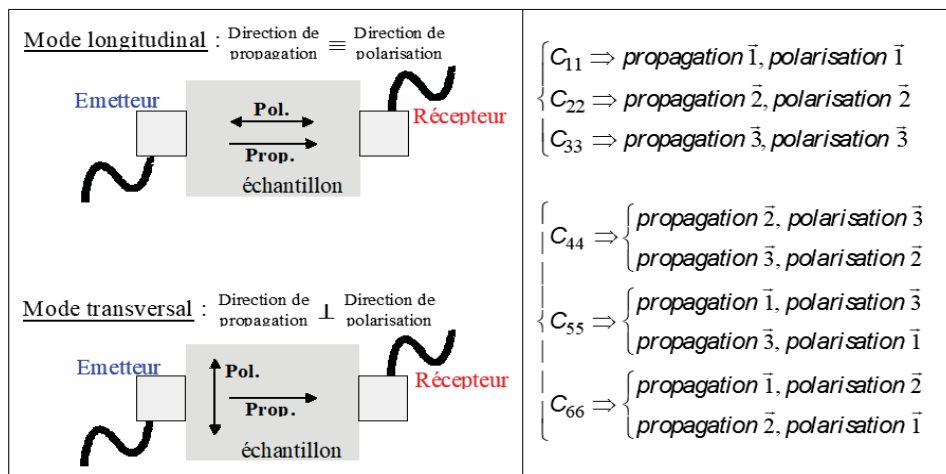 Mode longitudinal : Direction de propagation ≡ Direction de polarisation
Emetteur
Pol.
Récepteur
Prop.
échantillon
Mode transversal : Direction de propagation ⊥ Direction de polarisation
Emetteur
Pol.
Récepteur
Prop.
échantillon
C₁₁ ⇒ propagation 1⃗, polarisation 1⃗
C₂₂ ⇒ propagation 2⃗, polarisation 2⃗
C₃₃ ⇒ propagation 3⃗, polarisation 3⃗
C₄₄ ⇒ propagation 2⃗, polarisation 3⃗
propagation 3⃗, polarisation 2⃗
C₅₅ ⇒ propagation 1⃗, polarisation 3⃗
propagation 3⃗, polarisation 1⃗
C₆₆ ⇒ propagation 1⃗, polarisation 2⃗
propagation 2⃗, polarisation 1⃗